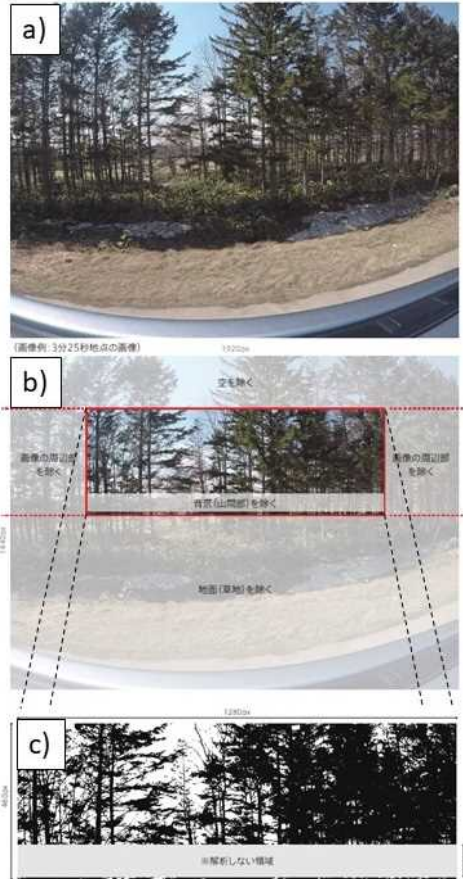 a)
(画像例:3分25秒地点の画像)
1920px
b)
空を除く
画像の周辺部
を除く
画像の周辺部
を除く
背景(山間部)を除く
1440px
地面(草地)を除く
1280px
c)
460px
※解析しない領域